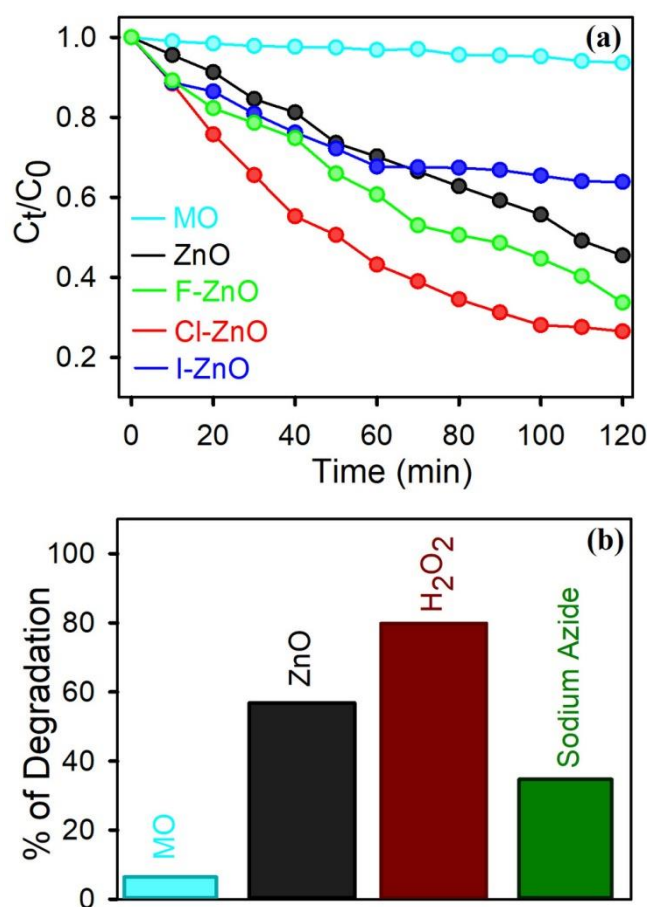 (a)
1.0
0.8
0.6
0.4
0.2
Cₜ/C₀
MO
ZnO
F-ZnO
Cl-ZnO
I-ZnO
0 20 40 60 80 100 120
Time (min)
(b)
100
80
60
40
20
0
% of Degradation
MO
ZnO
H₂O₂
Sodium Azide